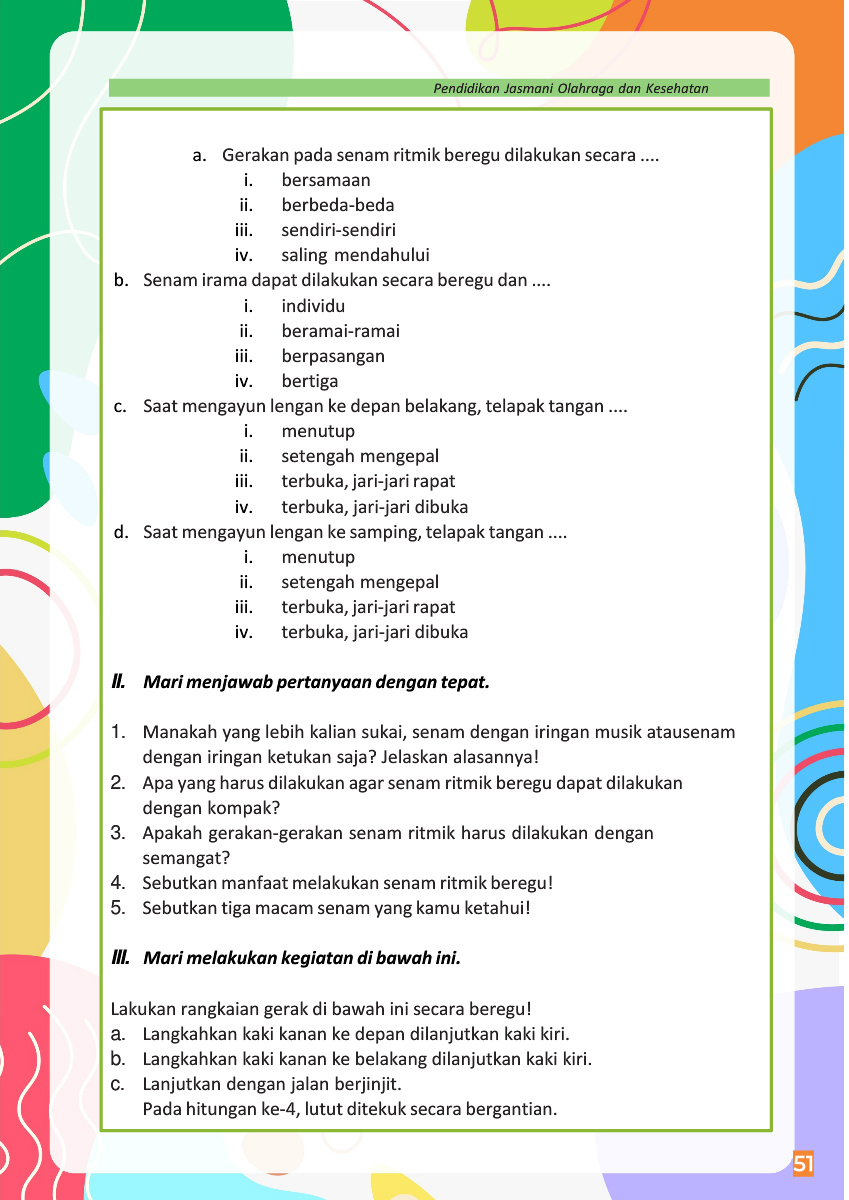 Pendidikan Jasmani Olahraga dan Kesehatan
a. Gerakan pada senam ritmik beregu dilakukan secara ....
i. bersamaan
ii. berbeda-beda
iii. sendiri-sendiri
iv. saling mendahului
b. Senam irama dapat dilakukan secara beregu dan ....
i. individu
ii. beramai-ramai
iii. berpasangan
iv. bertiga
c. Saat mengayun lengan ke depan belakang, telapak tangan ....
i. menutup
ii. setengah mengepal
iii. terbuka, jari-jari rapat
iv. terbuka, jari-jari dibuka
d. Saat mengayun lengan ke samping, telapak tangan ....
i. menutup
ii. setengah mengepal
iii. terbuka, jari-jari rapat
iv. terbuka, jari-jari dibuka
II. Mari menjawab pertanyaan dengan tepat.
1. Manakah yang lebih kalian sukai, senam dengan iringan musik atausenam
dengan iringan ketukan saja? Jelaskan alasannya!
2. Apa yang harus dilakukan agar senam ritmik beregu dapat dilakukan
dengan kompak?
3. Apakah gerakan-gerakan senam ritmik harus dilakukan dengan
semangat?
4. Sebutkan manfaat melakukan senam ritmik beregu!
5. Sebutkan tiga macam senam yang kamu ketahui!
III. Mari melakukan kegiatan di bawah ini.
Lakukan rangkaian gerak di bawah ini secara beregu!
a. Langkahkan kaki kanan ke depan dilanjutkan kaki kiri.
b. Langkahkan kaki kanan ke belakang dilanjutkan kaki kiri.
c. Lanjutkan dengan jalan berjinjit.
Pada hitungan ke-4, lutut ditekuk secara bergantian.
51